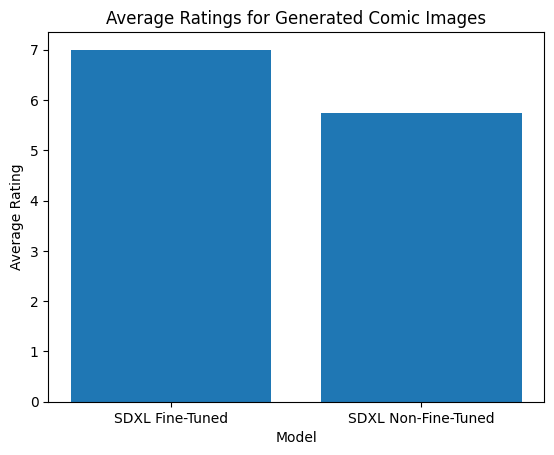 Average Ratings for Generated Comic Images
7
6
5
4
3
2
1
0
Average Rating
SDXL Fine-Tuned SDXL Non-Fine-Tuned
Model